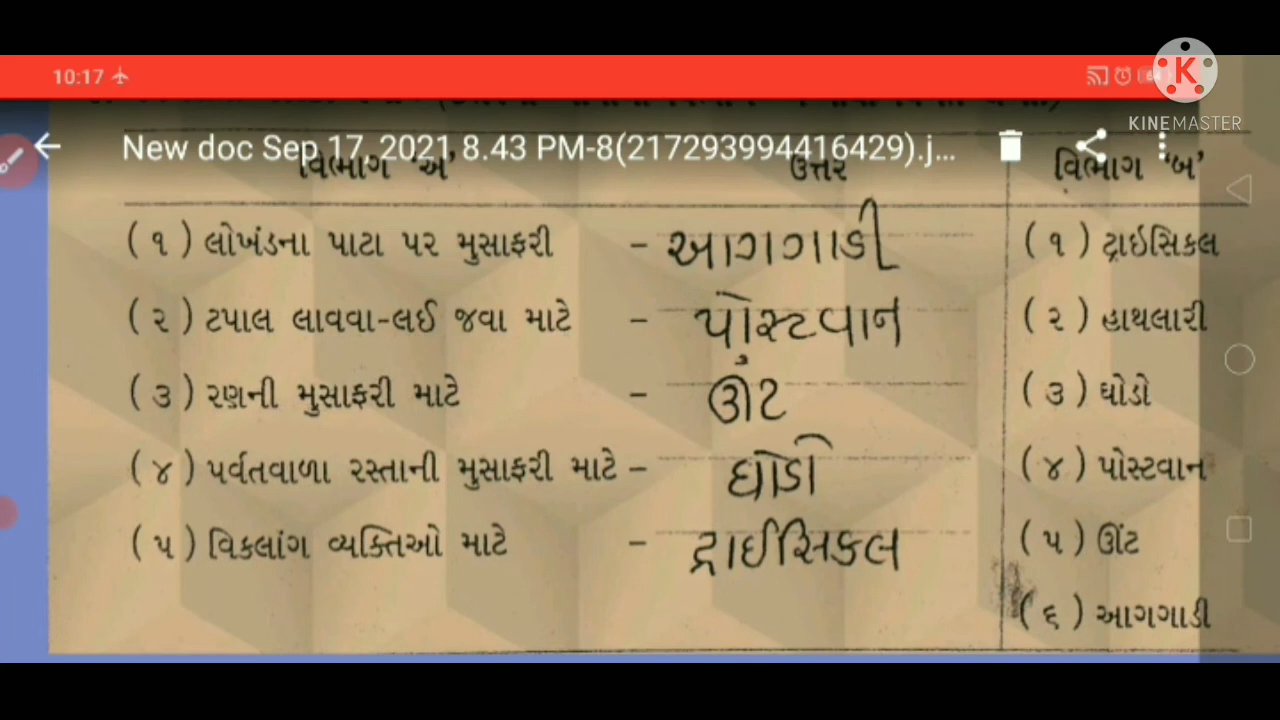 10:17
64
KINEMASTER
New doc Sep 17, 2021 8.43 PM-8(217293994416429).j...
વિભાગ ‘અ’ ઉત્તર વિભાગ ‘બ’
(૧) લોખંડના પાટા પર મુસાફરી - આગગાડી (૧) ટ્રાઇસિકલ
(૨) ટપાલ લાવવા-લઈ જવા માટે - પોસ્ટવાન (૨) હાથલારી
(૩) રણની મુસાફરી માટે - ઊંટ (૩) ઘોડો
(૪) પર્વતવાળા રસ્તાની મુસાફરી માટે - ઘોડો (૪) પોસ્ટવાન
(૫) વિકલાંગ વ્યક્તિઓ માટે - ટ્રાઈસિકલ (૫) ઊંટ
(૬) આગગાડી